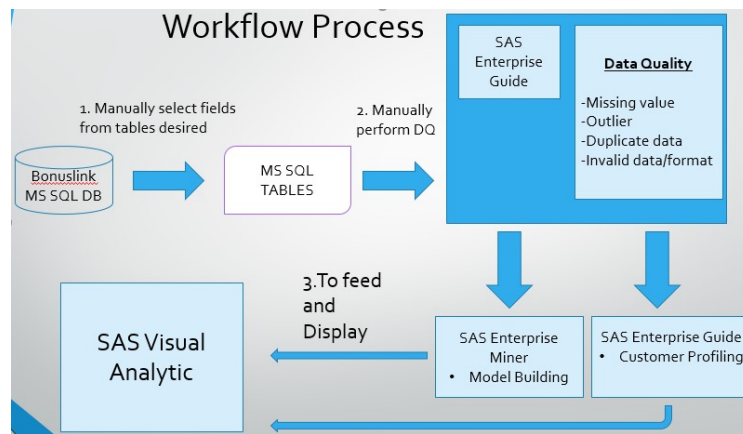 Workflow Process
SAS
Enterprise
Guide
Data Quality
-Missing value
-Outlier
-Duplicate data
-Invalid data/format
1. Manually select fields
from tables desired
2. Manually
perform DQ
Bonuslink
MS SQL DB
MS SQL
TABLES
3.To feed
and
Display
SAS Visual
Analytic
SAS Enterprise
Miner
• Model Building
SAS Enterprise Guide
• Customer Profiling